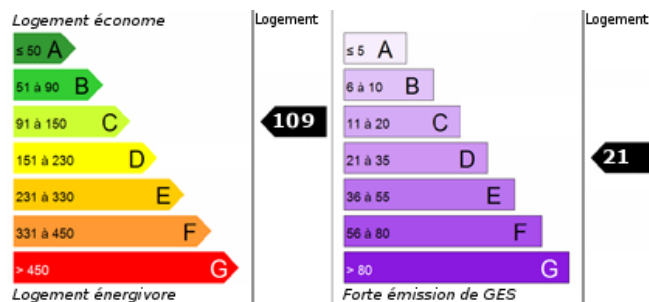 Logement économe
Logement
≤ 50 A
51 à 90 B
91 à 150 C
109
151 à 230 D
231 à 330 E
331 à 450 F
> 450 G
Logement énergivore
Logement
≤ 5 A
6 à 10 B
11 à 20 C
21 à 35 D
21
36 à 55 E
56 à 80 F
> 80 G
Forte émission de GES